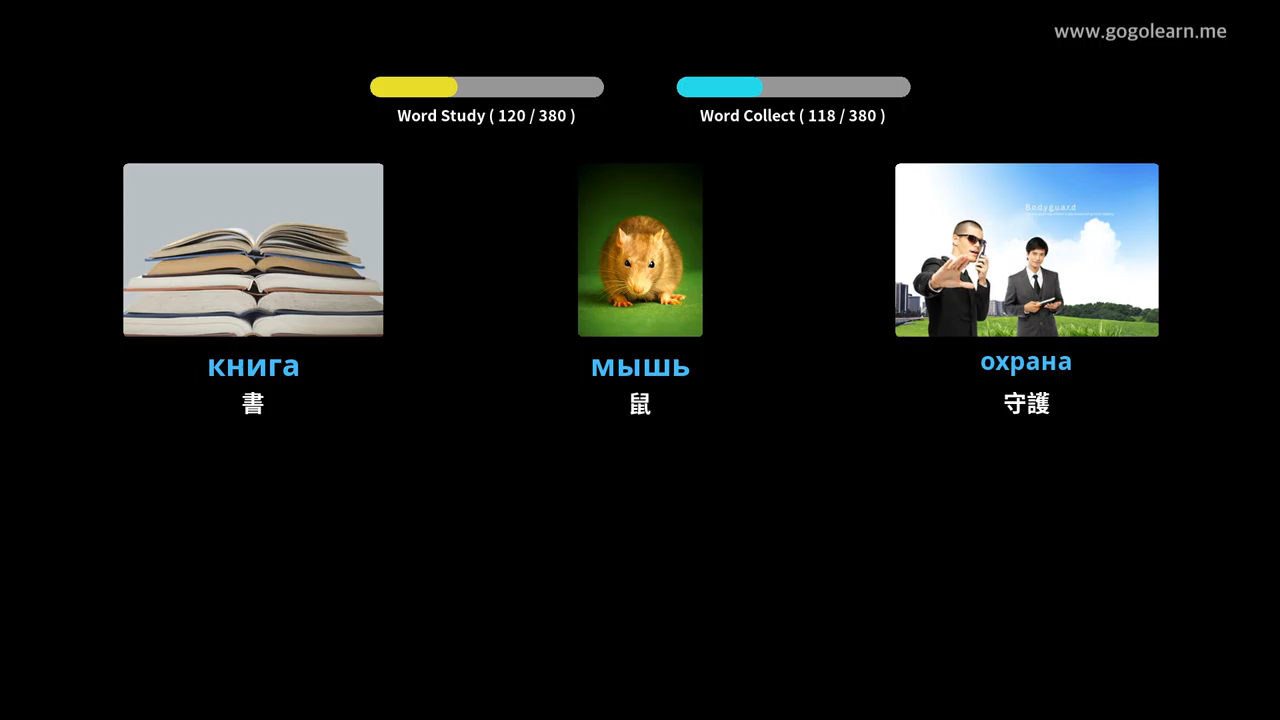 www.gogolearn.me
Word Study ( 120 / 380 )
Word Collect ( 118 / 380 )
Bodyguard
книга
мышь
охрана
書
鼠
守護